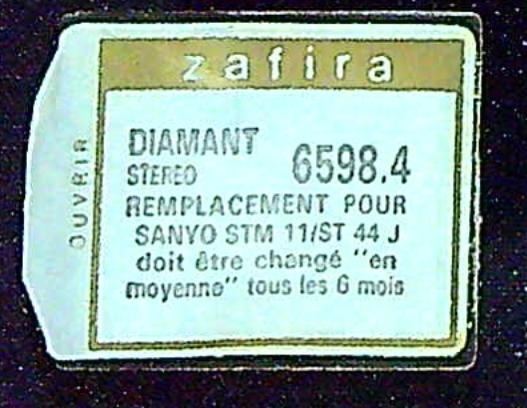 zafira
OUVRIR
DIAMANT
STEREO 6598.4
REMPLACEMENT POUR
SANYO STM 11/ST 44 J
doit être changé "en
moyenne" tous les 6 mois